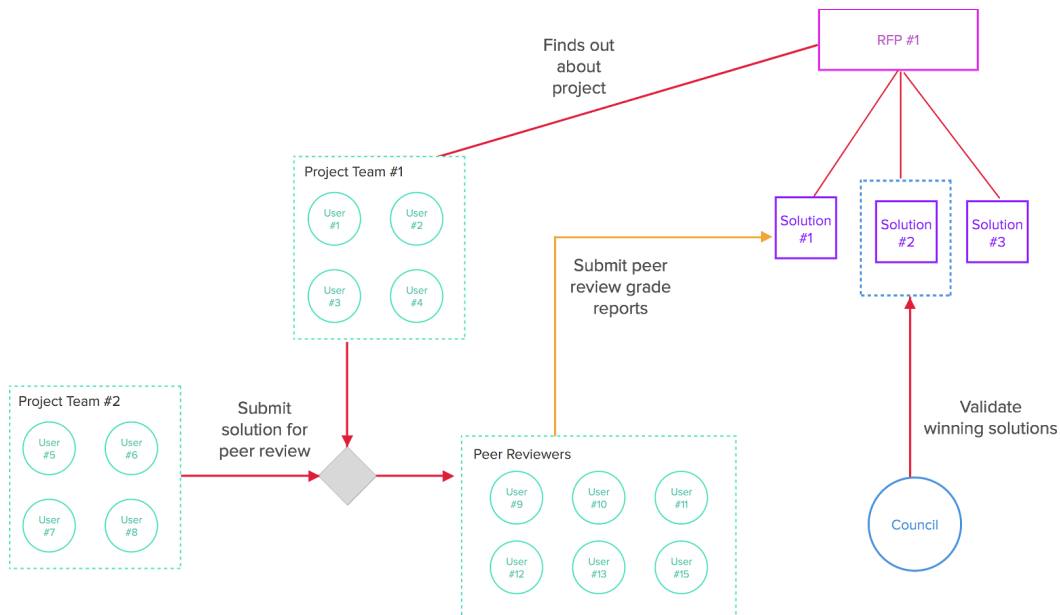 RFP #1
Finds out
about
project
Project Team #1
User
#1
User
#2
User
#3
User
#4
Solution
#1
Solution
#2
Solution
#3
Submit peer
review grade
reports
Project Team #2
User
#5
User
#6
User
#7
User
#8
Submit
solution for
peer review
Peer Reviewers
User
#9
User
#10
User
#11
User
#12
User
#13
User
#15
Validate
winning solutions
Council